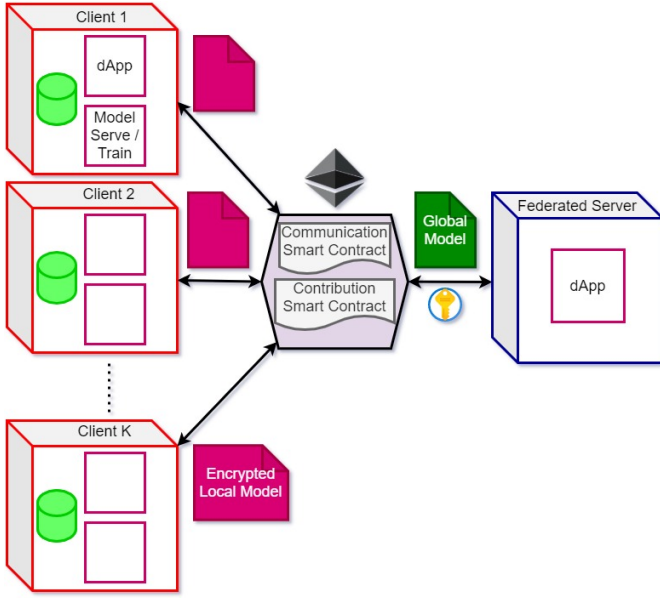 Client 1
dApp
Model
Serve /
Train
Client 2
Communication
Smart Contract
Contribution
Smart Contract
Global
Model
Federated Server
dApp
Client K
Encrypted
Local Model